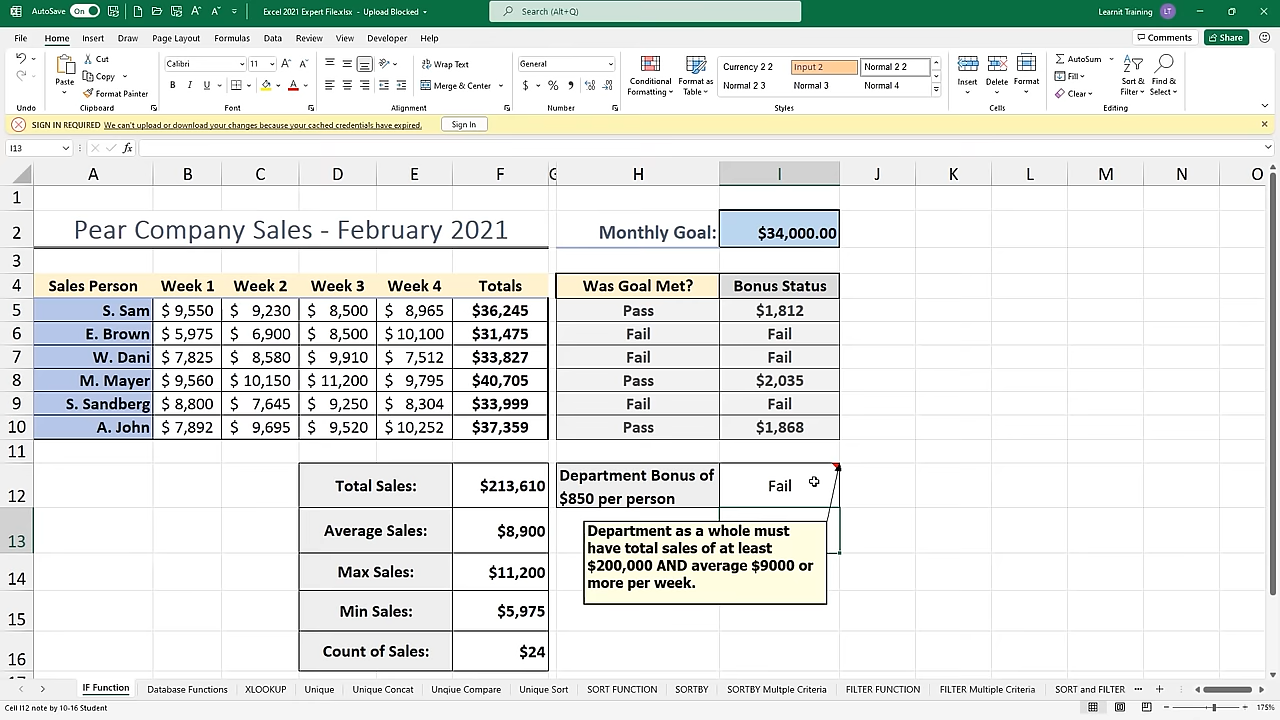 AutoSave On Excel 2021 Expert File.xlsx - Upload Blocked Search (Alt+Q) Learnit Training LT
File Home Insert Draw Page Layout Formulas Data Review View Developer Help Comments Share
Paste Cut Copy Format Painter Calibri 11 B I U Wrap Text Merge & Center General $ % Conditional Formatting Format as Table Currency 2 2 Input 2 Normal 2 2 Normal 2 3 Normal 3 Normal 4 Insert Delete Format AutoSum Fill Clear Sort & Filter Find & Select
Undo Clipboard Font Alignment Number Styles Cells Editing
SIGN IN REQUIRED We can't upload or download your changes because your cached credentials have expired. Sign In
I13 fx
A B C D E F G H I J K L M N O
1
2 Pear Company Sales - February 2021 Monthly Goal: $34,000.00
3
4 Sales Person Week 1 Week 2 Week 3 Week 4 Totals Was Goal Met? Bonus Status
5 S. Sam $ 9,550 $ 9,230 $ 8,500 $ 8,965 $36,245 Pass $1,812
6 E. Brown $ 5,975 $ 6,900 $ 8,500 $ 10,100 $31,475 Fail Fail
7 W. Dani $ 7,825 $ 8,580 $ 9,910 $ 7,512 $33,827 Fail Fail
8 M. Mayer $ 9,560 $ 10,150 $ 11,200 $ 9,795 $40,705 Pass $2,035
9 S. Sandberg $ 8,800 $ 7,645 $ 9,250 $ 8,304 $33,999 Fail Fail
10 A. John $ 7,892 $ 9,695 $ 9,520 $ 10,252 $37,359 Pass $1,868
11
12 Total Sales: $213,610 Department Bonus of $850 per person Fail
13 Average Sales: $8,900
Department as a whole must
have total sales of at least
$200,000 AND average $9000 or
more per week.
14 Max Sales: $11,200
15 Min Sales: $5,975
16 Count of Sales: $24
IF Function Database Functions XLOOKUP Unique Unique Concat Unqiue Compare Unique Sort SORT FUNCTION SORTBY SORTBY Multple Criteria FILTER FUNCTION FILTER Multiple Criteria SORT and FILTER ...
Cell I12 note by 10-16 Student 175%